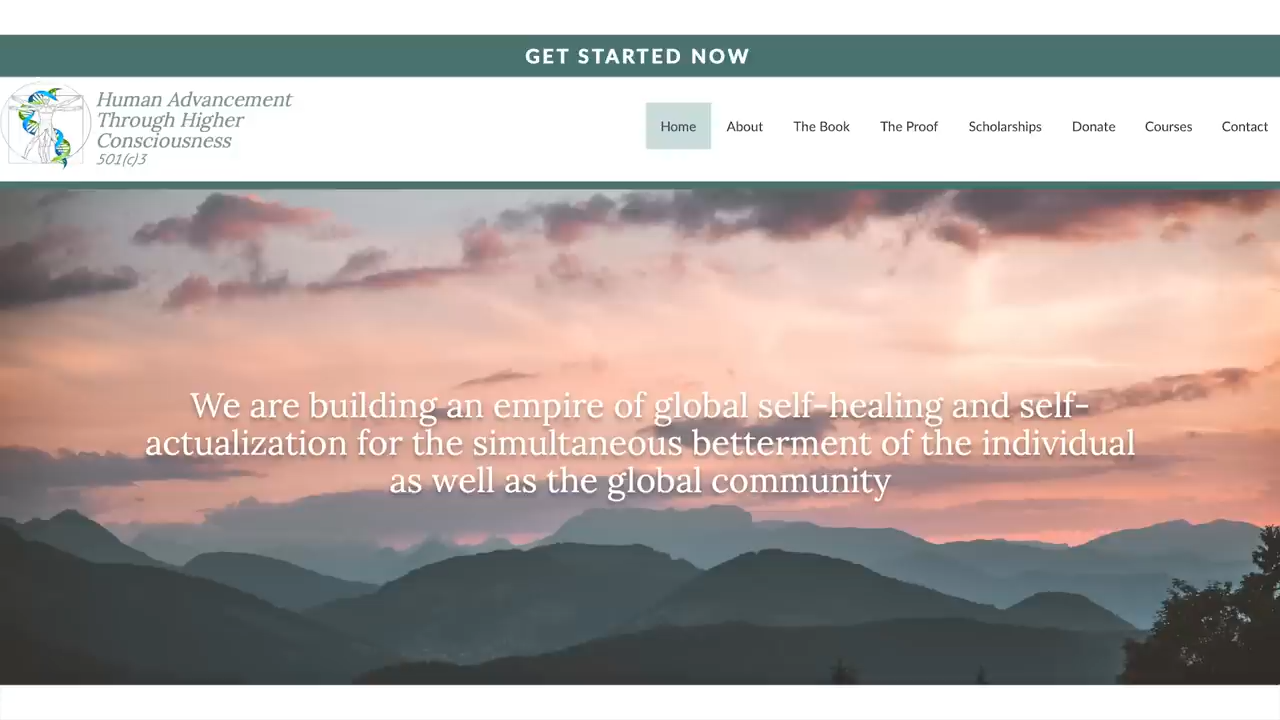 GET STARTED NOW
Human Advancement
Through Higher
Consciousness
501(c)3
Home About The Book The Proof Scholarships Donate Courses Contact
We are building an empire of global self-healing and self-
actualization for the simultaneous betterment of the individual
as well as the global community